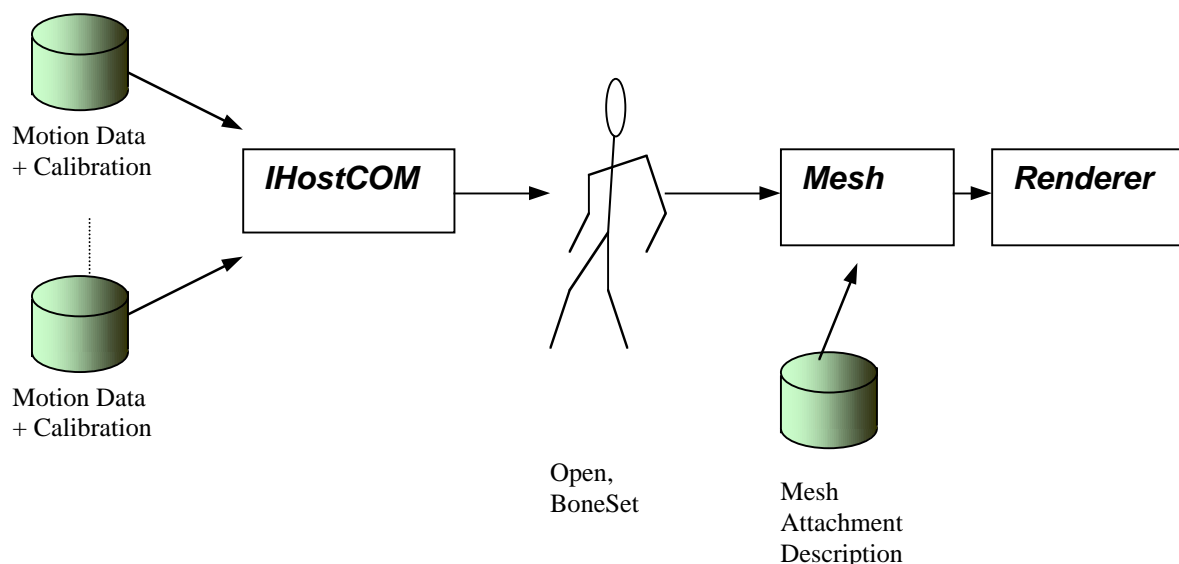 Motion Data
+ Calibration
IHostCOM
Mesh
Renderer
Motion Data
+ Calibration
Open,
BoneSet
Mesh
Attachment
Description